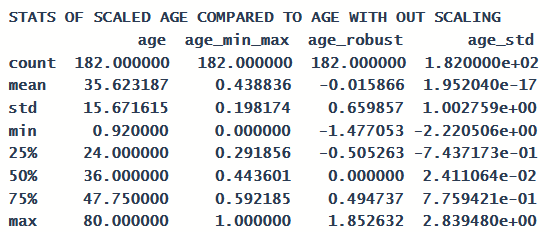 STATS OF SCALED AGE COMPARED TO AGE WITH OUT SCALING
age age_min_max age_robust age_std
count 182.000000 182.000000 182.000000 1.820000e+02
mean 35.623187 0.438836 -0.015866 1.952040e-17
std 15.671615 0.198174 0.659857 1.002759e+00
min 0.920000 0.000000 -1.477053 -2.220506e+00
25% 24.000000 0.291856 -0.505263 -7.437173e-01
50% 36.000000 0.443601 0.000000 2.411064e-02
75% 47.750000 0.592185 0.494737 7.759421e-01
max 80.000000 1.000000 1.852632 2.839480e+00